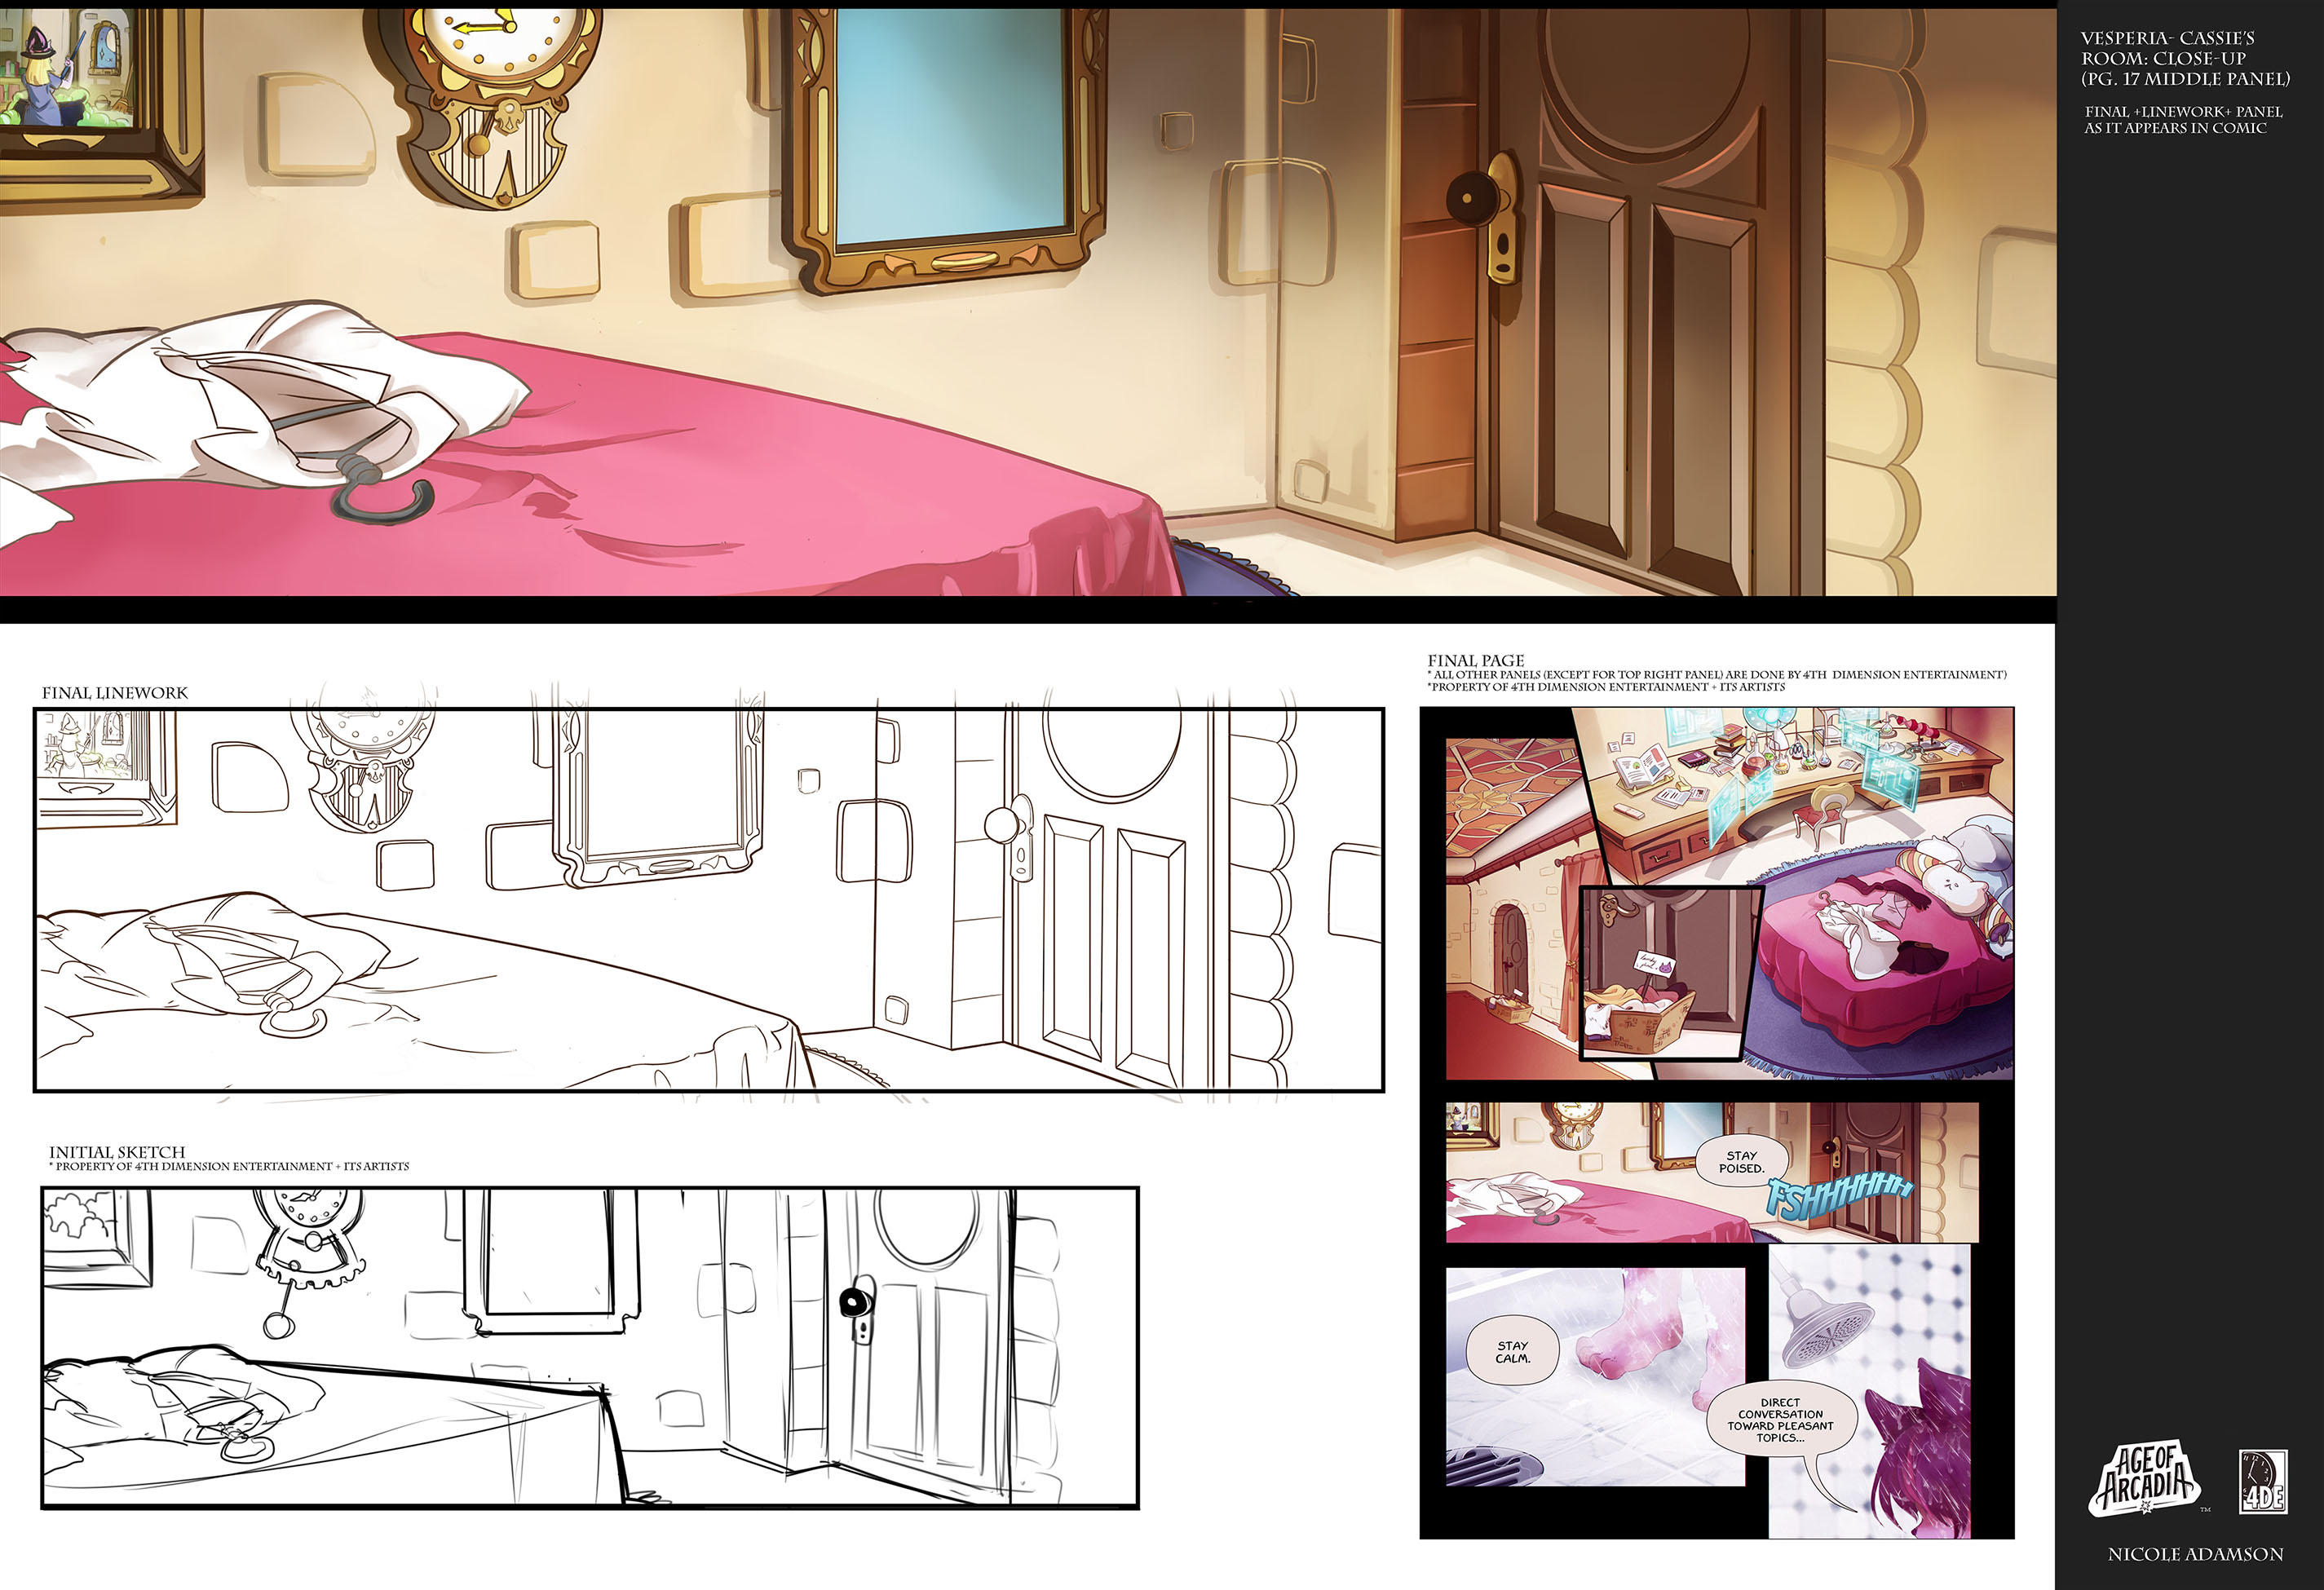 VESPERIA- CASSIE'S
ROOM: CLOSE-UP
(PG. 17 MIDDLE PANEL)
FINAL +LINEWORK+ PANEL
AS IT APPEARS IN COMIC
FINAL LINEWORK
INITIAL SKETCH
* PROPERTY OF 4TH DIMENSION ENTERTAINMENT + ITS ARTISTS
FINAL PAGE
* ALL OTHER PANELS (EXCEPT FOR TOP RIGHT PANEL) ARE DONE BY 4TH DIMENSION ENTERTAINMENT)
*PROPERTY OF 4TH DIMENSION ENTERTAINMENT + ITS ARTISTS
STAY
POISED.
FSHHHHHHH
STAY
CALM.
DIRECT
CONVERSATION
TOWARD PLEASANT
TOPICS...
AGE OF
ARCADIA
TM
4DE
NICOLE ADAMSON